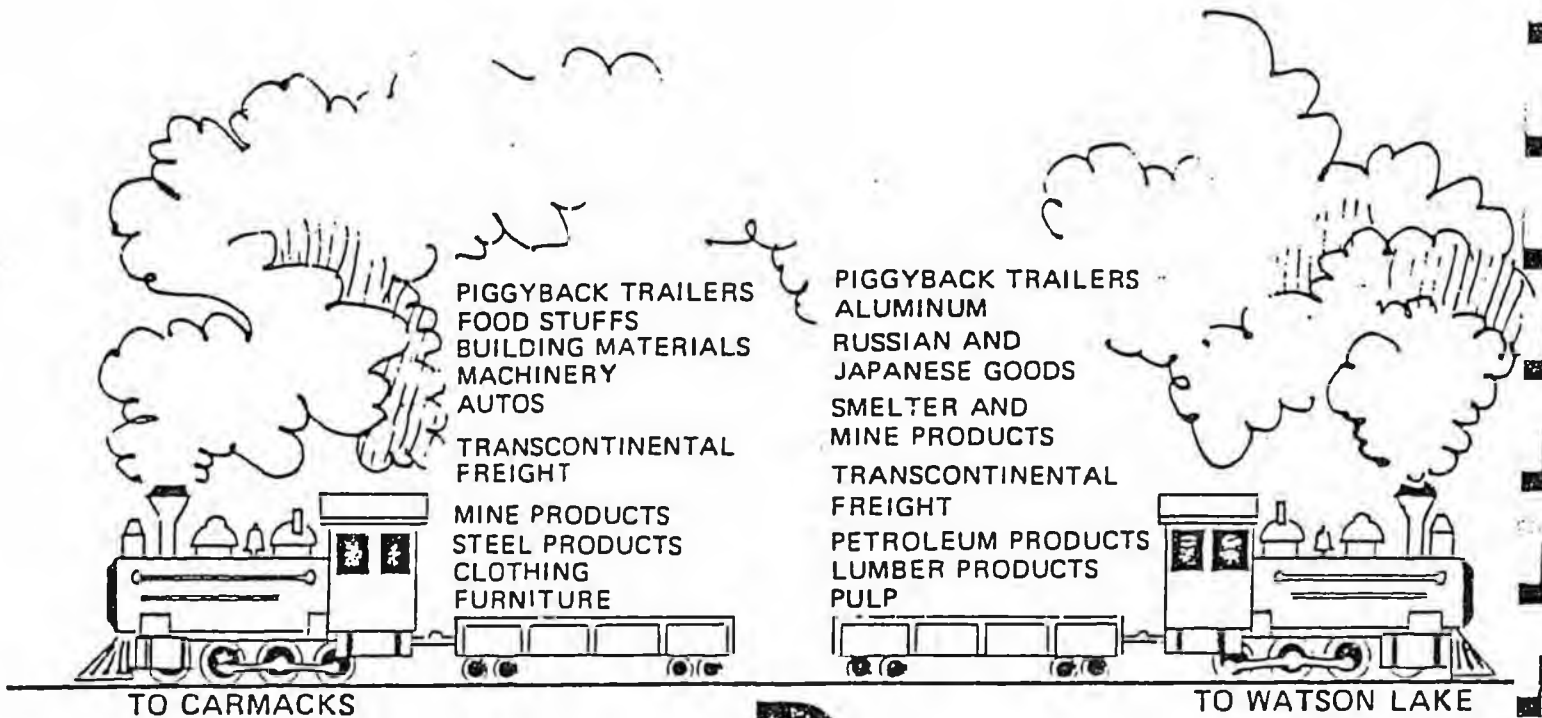 PIGGYBACK TRAILERS
FOOD STUFFS
BUILDING MATERIALS
MACHINERY
AUTOS
TRANSCONTINENTAL
FREIGHT
MINE PRODUCTS
STEEL PRODUCTS
CLOTHING
FURNITURE
PIGGYBACK TRAILERS
ALUMINUM
RUSSIAN AND
JAPANESE GOODS
SMELTER AND
MINE PRODUCTS
TRANSCONTINENTAL
FREIGHT
PETROLEUM PRODUCTS
LUMBER PRODUCTS
PULP
TO CARMACKS
TO WATSON LAKE